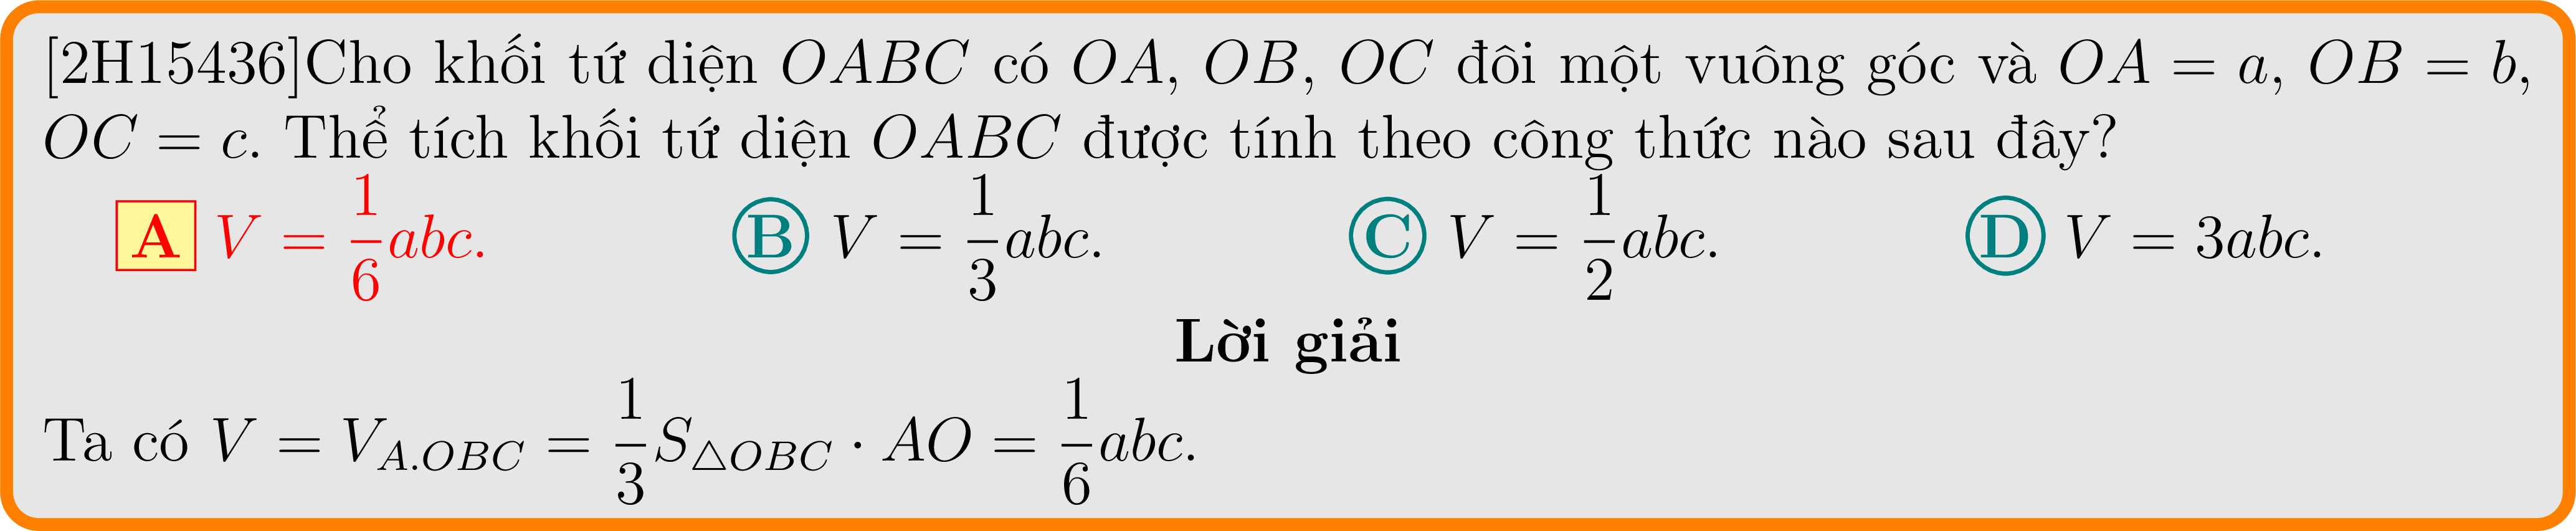 [2H15436]Cho khối tứ diện OABC có OA, OB, OC đôi một vuông góc và OA = a, OB = b,
OC = c. Thể tích khối tứ diện OABC được tính theo công thức nào sau đây?
A V = \frac{1}{6}abc. B V = \frac{1}{3}abc. C V = \frac{1}{2}abc. D V = 3abc.
Lời giải
Ta có V = V_{A.OBC} = \frac{1}{3}S_{\triangle OBC} \cdot AO = \frac{1}{6}abc.